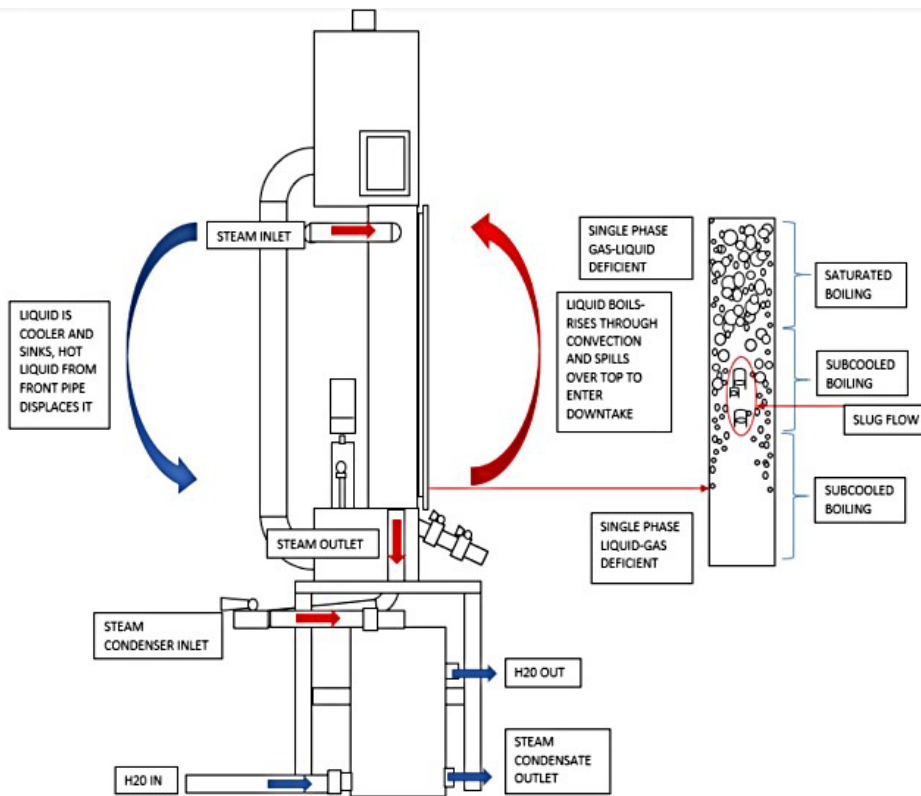 STEAM INLET
LIQUID IS
COOLER AND
SINKS, HOT
LIQUID FROM
FRONT PIPE
DISPLACES IT
LIQUID BOILS-
RISES THROUGH
CONVECTION
AND SPILLS
OVER TOP TO
ENTER
DOWNTAKE
SINGLE PHASE
GAS-LIQUID
DEFICIENT
SATURATED
BOILING
SUBCOOLED
BOILING
SLUG FLOW
SUBCOOLED
BOILING
SINGLE PHASE
LIQUID-GAS
DEFICIENT
STEAM OUTLET
STEAM
CONDENSER INLET
H20 OUT
STEAM
CONDENSATE
OUTLET
H20 IN